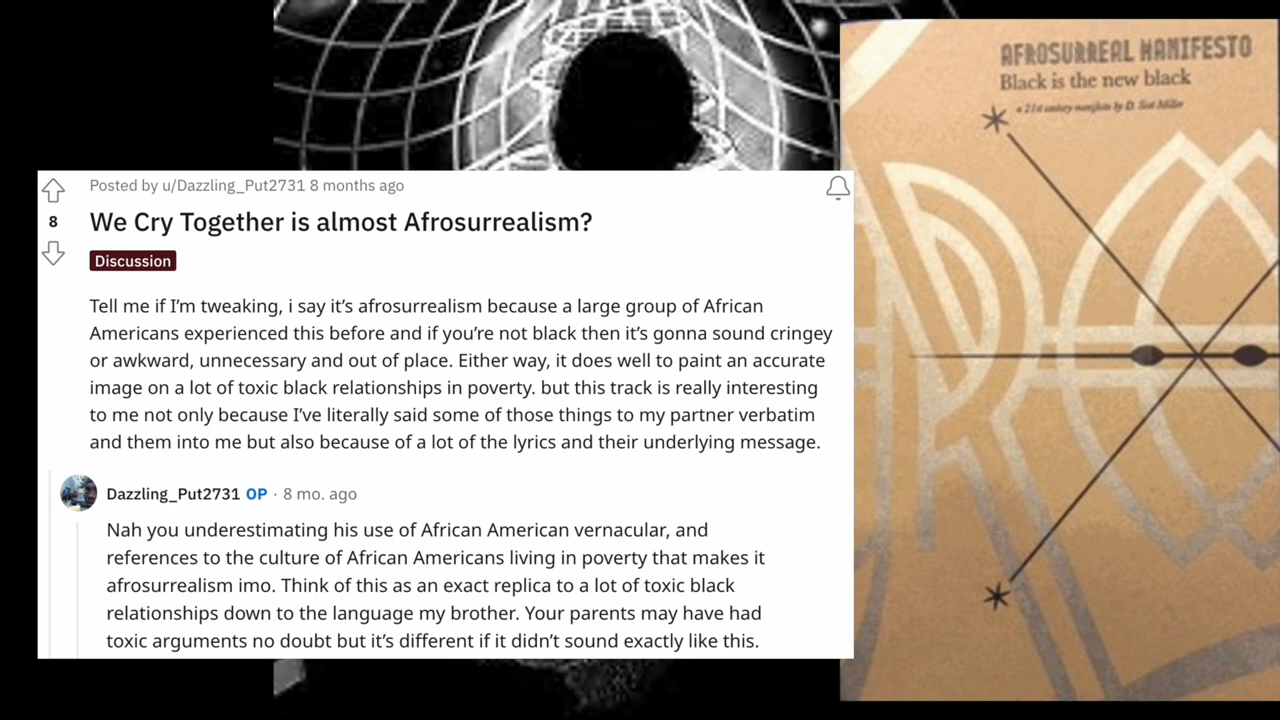 AFROSURREAL MANIFESTO
Black is the new black
a 21st century manifesto by D. Scot Miller
Posted by u/Dazzling_Put2731 8 months ago
8
We Cry Together is almost Afrosurrealism?
Discussion
Tell me if I’m tweaking, i say it’s afrosurrealism because a large group of African
Americans experienced this before and if you’re not black then it’s gonna sound cringey
or awkward, unnecessary and out of place. Either way, it does well to paint an accurate
image on a lot of toxic black relationships in poverty. but this track is really interesting
to me not only because I’ve literally said some of those things to my partner verbatim
and them into me but also because of a lot of the lyrics and their underlying message.
Dazzling_Put2731 OP · 8 mo. ago
Nah you underestimating his use of African American vernacular, and
references to the culture of African Americans living in poverty that makes it
afrosurrealism imo. Think of this as an exact replica to a lot of toxic black
relationships down to the language my brother. Your parents may have had
toxic arguments no doubt but it’s different if it didn’t sound exactly like this.